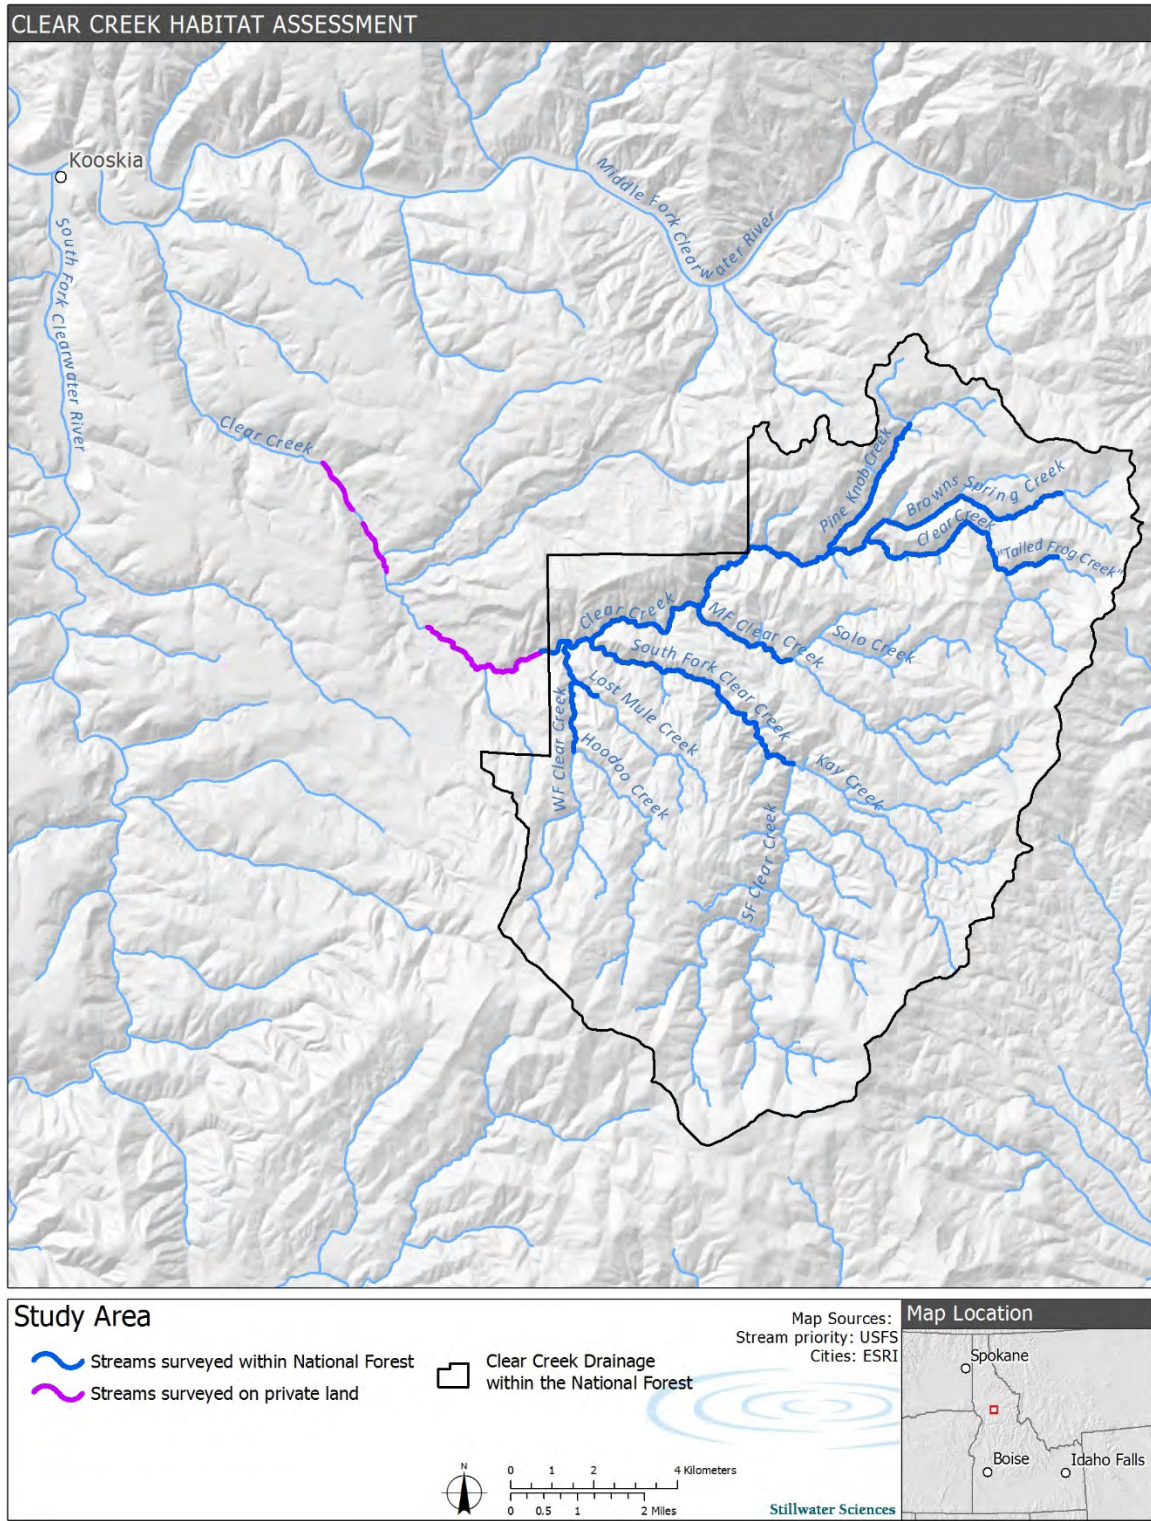 CLEAR CREEK HABITAT ASSESSMENT
Kooskia
Middle Fork Clearwater River
South Fork Clearwater River
Clear Creek
Pine Knob Creek
Browns Spring Creek
Clear Creek
"Tailed Frog Creek"
Clear Creek
MF Clear Creek
Solo Creek
South Fork Clear Creek
Lost Mule Creek
WF Clear Creek
Hoodoo Creek
Kay Creek
SF Clear Creek
Study Area
Streams surveyed within National Forest
Streams surveyed on private land
Clear Creek Drainage
within the National Forest
Map Sources:
Stream priority: USFS
Cities: ESRI
N
0 1 2 4 Kilometers
0 0.5 1 2 Miles
Stillwater Sciences
Map Location
Spokane
Boise
Idaho Falls